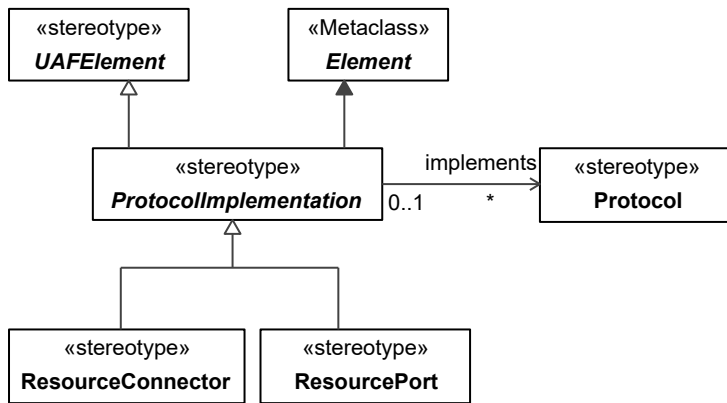 «stereotype»
UAFElement
«Metaclass»
Element
«stereotype»
ProtocolImplementation
implements
0..1
*
«stereotype»
Protocol
«stereotype»
ResourceConnector
«stereotype»
ResourcePort